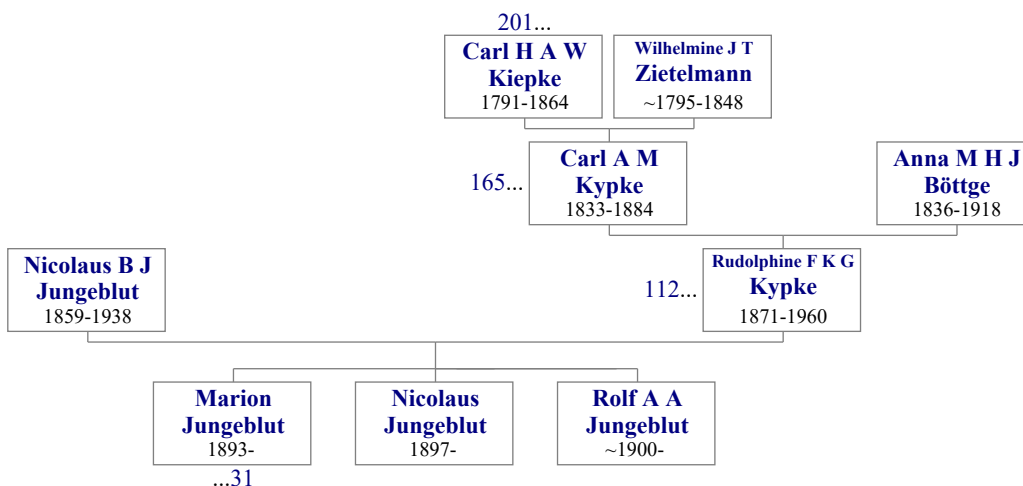 201...
Carl H A W
Kiepke
1791-1864
Wilhelmine J T
Zietelmann
~1795-1848
165...
Carl A M
Kypke
1833-1884
Anna M H J
Böttge
1836-1918
Nicolaus B J
Jungeblut
1859-1938
112...
Rudolphine F K G
Kypke
1871-1960
Marion
Jungeblut
1893-
Nicolaus
Jungeblut
1897-
Rolf A A
Jungeblut
~1900-
...31